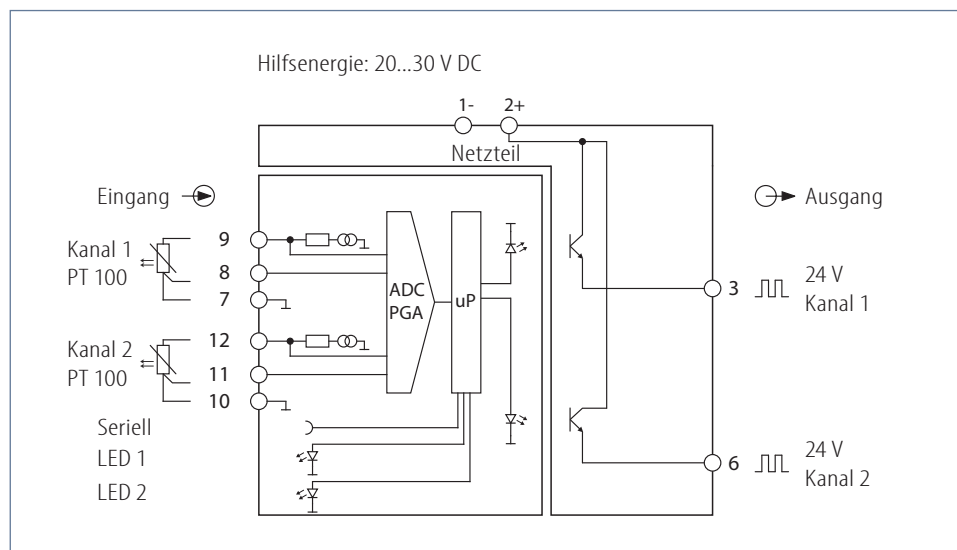 Hilfsenergie: 20...30 V DC
1- 2+
Netzteil
Eingang
Ausgang
Kanal 1
PT 100
9
8
7
ADC
PGA
uP
3
24 V
Kanal 1
Kanal 2
PT 100
12
11
10
Seriell
LED 1
LED 2
6
24 V
Kanal 2